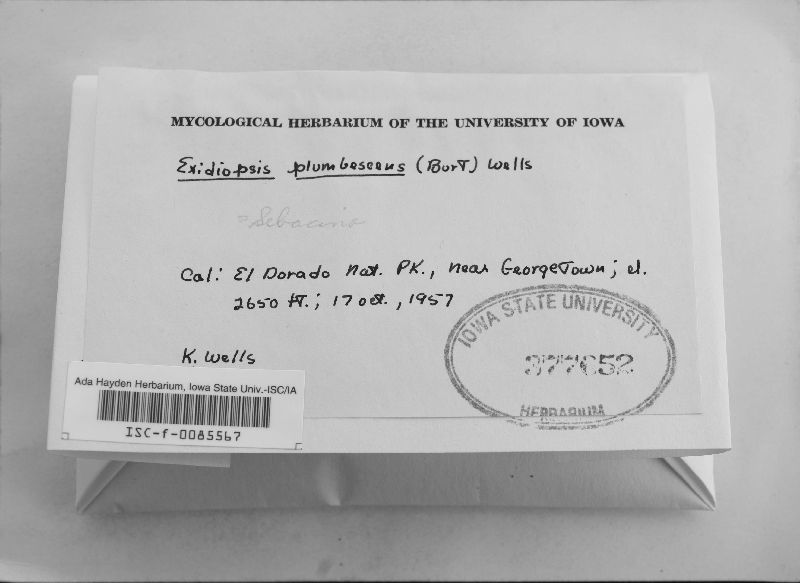 MYCOLOGICAL HERBARIUM OF THE UNIVERSITY OF IOWA
Exidiopsis plumbescens (Burt) Wells
= Sebacina
Cal: El Dorado Nat. Pk., near Georgetown; el.
2650 ft.; 17 oct., 1957
K. Wells
IOWA STATE UNIVERSITY
377652
HERBARIUM
Ada Hayden Herbarium, Iowa State Univ.-ISC/IA
ISC-f-0085567